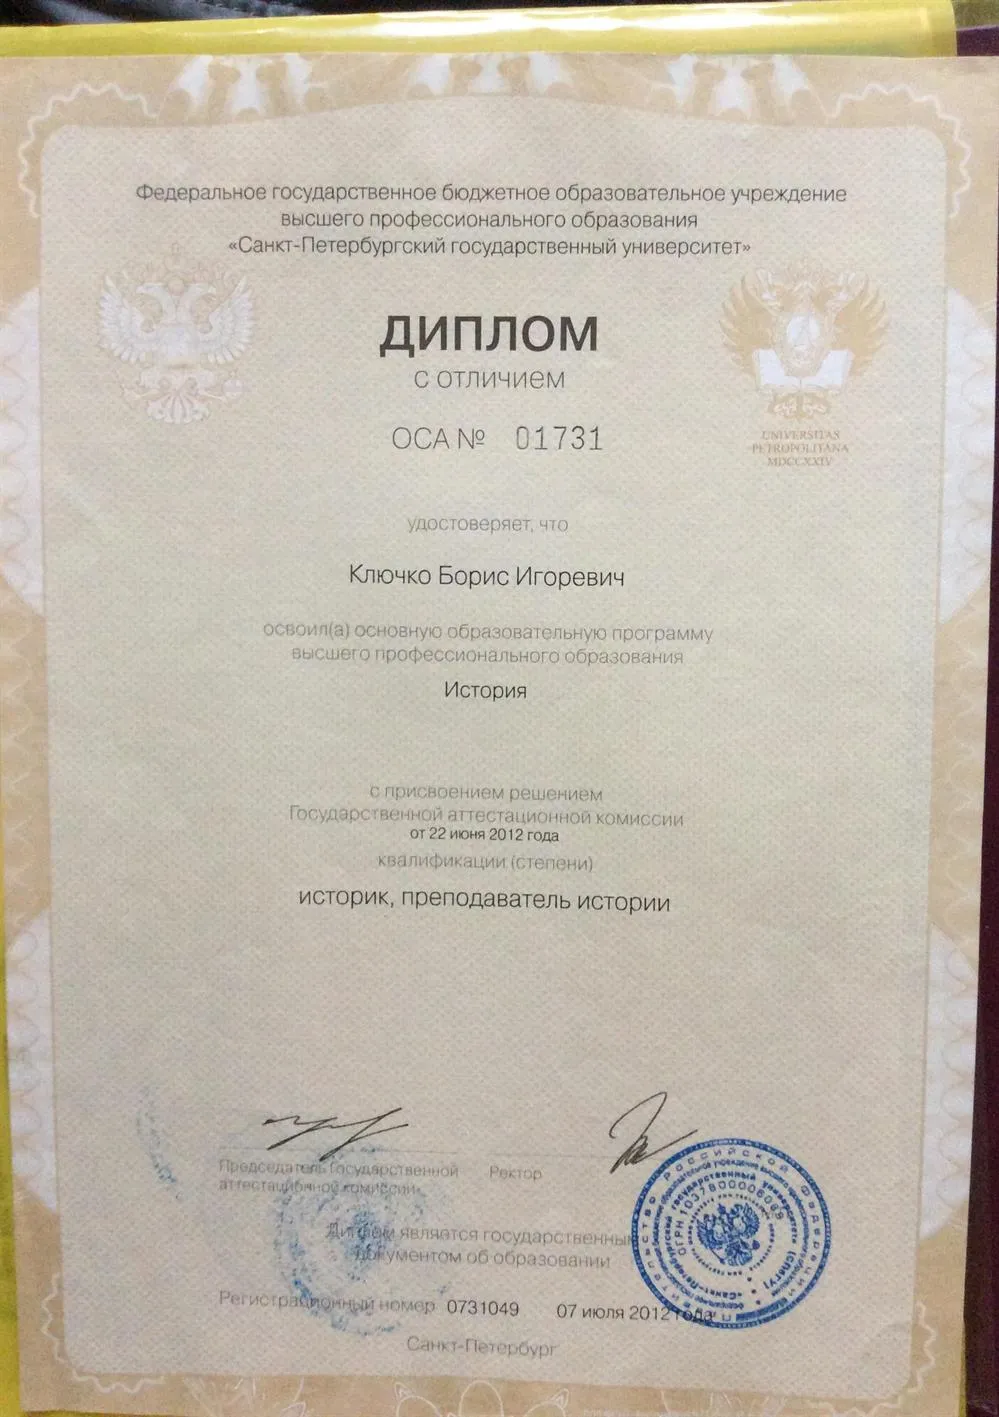 Федеральное государственное бюджетное образовательное учреждение
высшего профессионального образования
«Санкт-Петербургский государственный университет»
ДИПЛОМ
С ОТЛИЧИЕМ
ОСА № 01731
UNIVERSITAS
PETROPOLITANA
MDCCXXIV
удостоверяет, что
Ключко Борис Игоревич
освоил(а) основную образовательную программу
высшего профессионального образования
История
с присвоением решением
Государственной аттестационной комиссии
от 22 июня 2012 года
квалификации (степени)
историк, преподаватель истории
Председатель Государственной
аттестационной комиссии
Ректор
Диплом является государственным
документом об образовании
Регистрационный номер 0731049 07 июля 2012 года
Санкт-Петербург
ОГРН 1037800006089